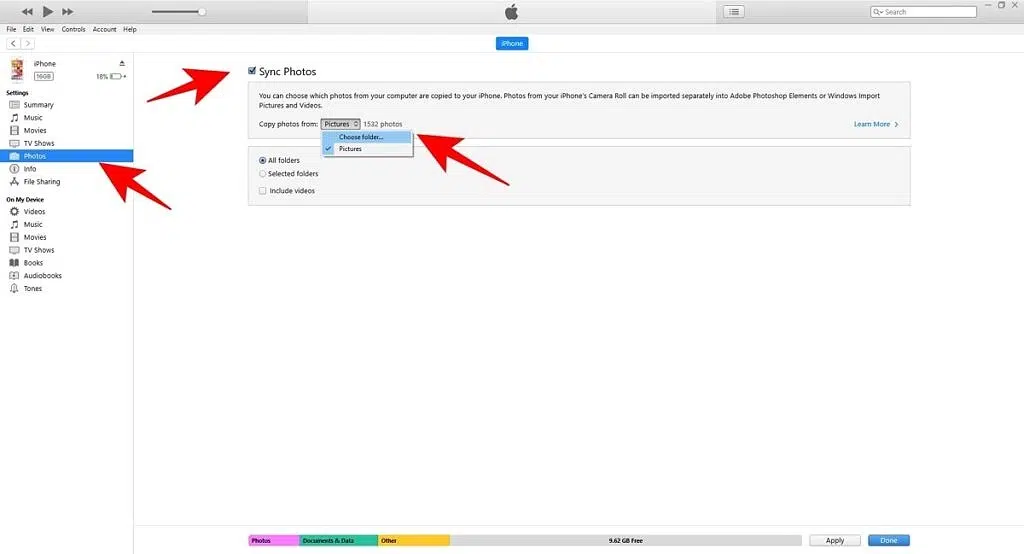 Search
File Edit View Controls Account Help
iPhone
iPhone
16GB 18%
Settings
Summary
Music
Movies
TV Shows
Photos
Info
File Sharing
On My Device
Videos
Music
Movies
TV Shows
Books
Audiobooks
Tones
Sync Photos
You can choose which photos from your computer are copied to your iPhone. Photos from your iPhone's Camera Roll can be imported separately into Adobe Photoshop Elements or Windows Import
Pictures and Videos.
Copy photos from: Pictures 1532 photos Learn More
Choose folder...
Pictures
All folders
Selected folders
Include videos
Photos Documents & Data Other 9.62 GB Free Apply Done